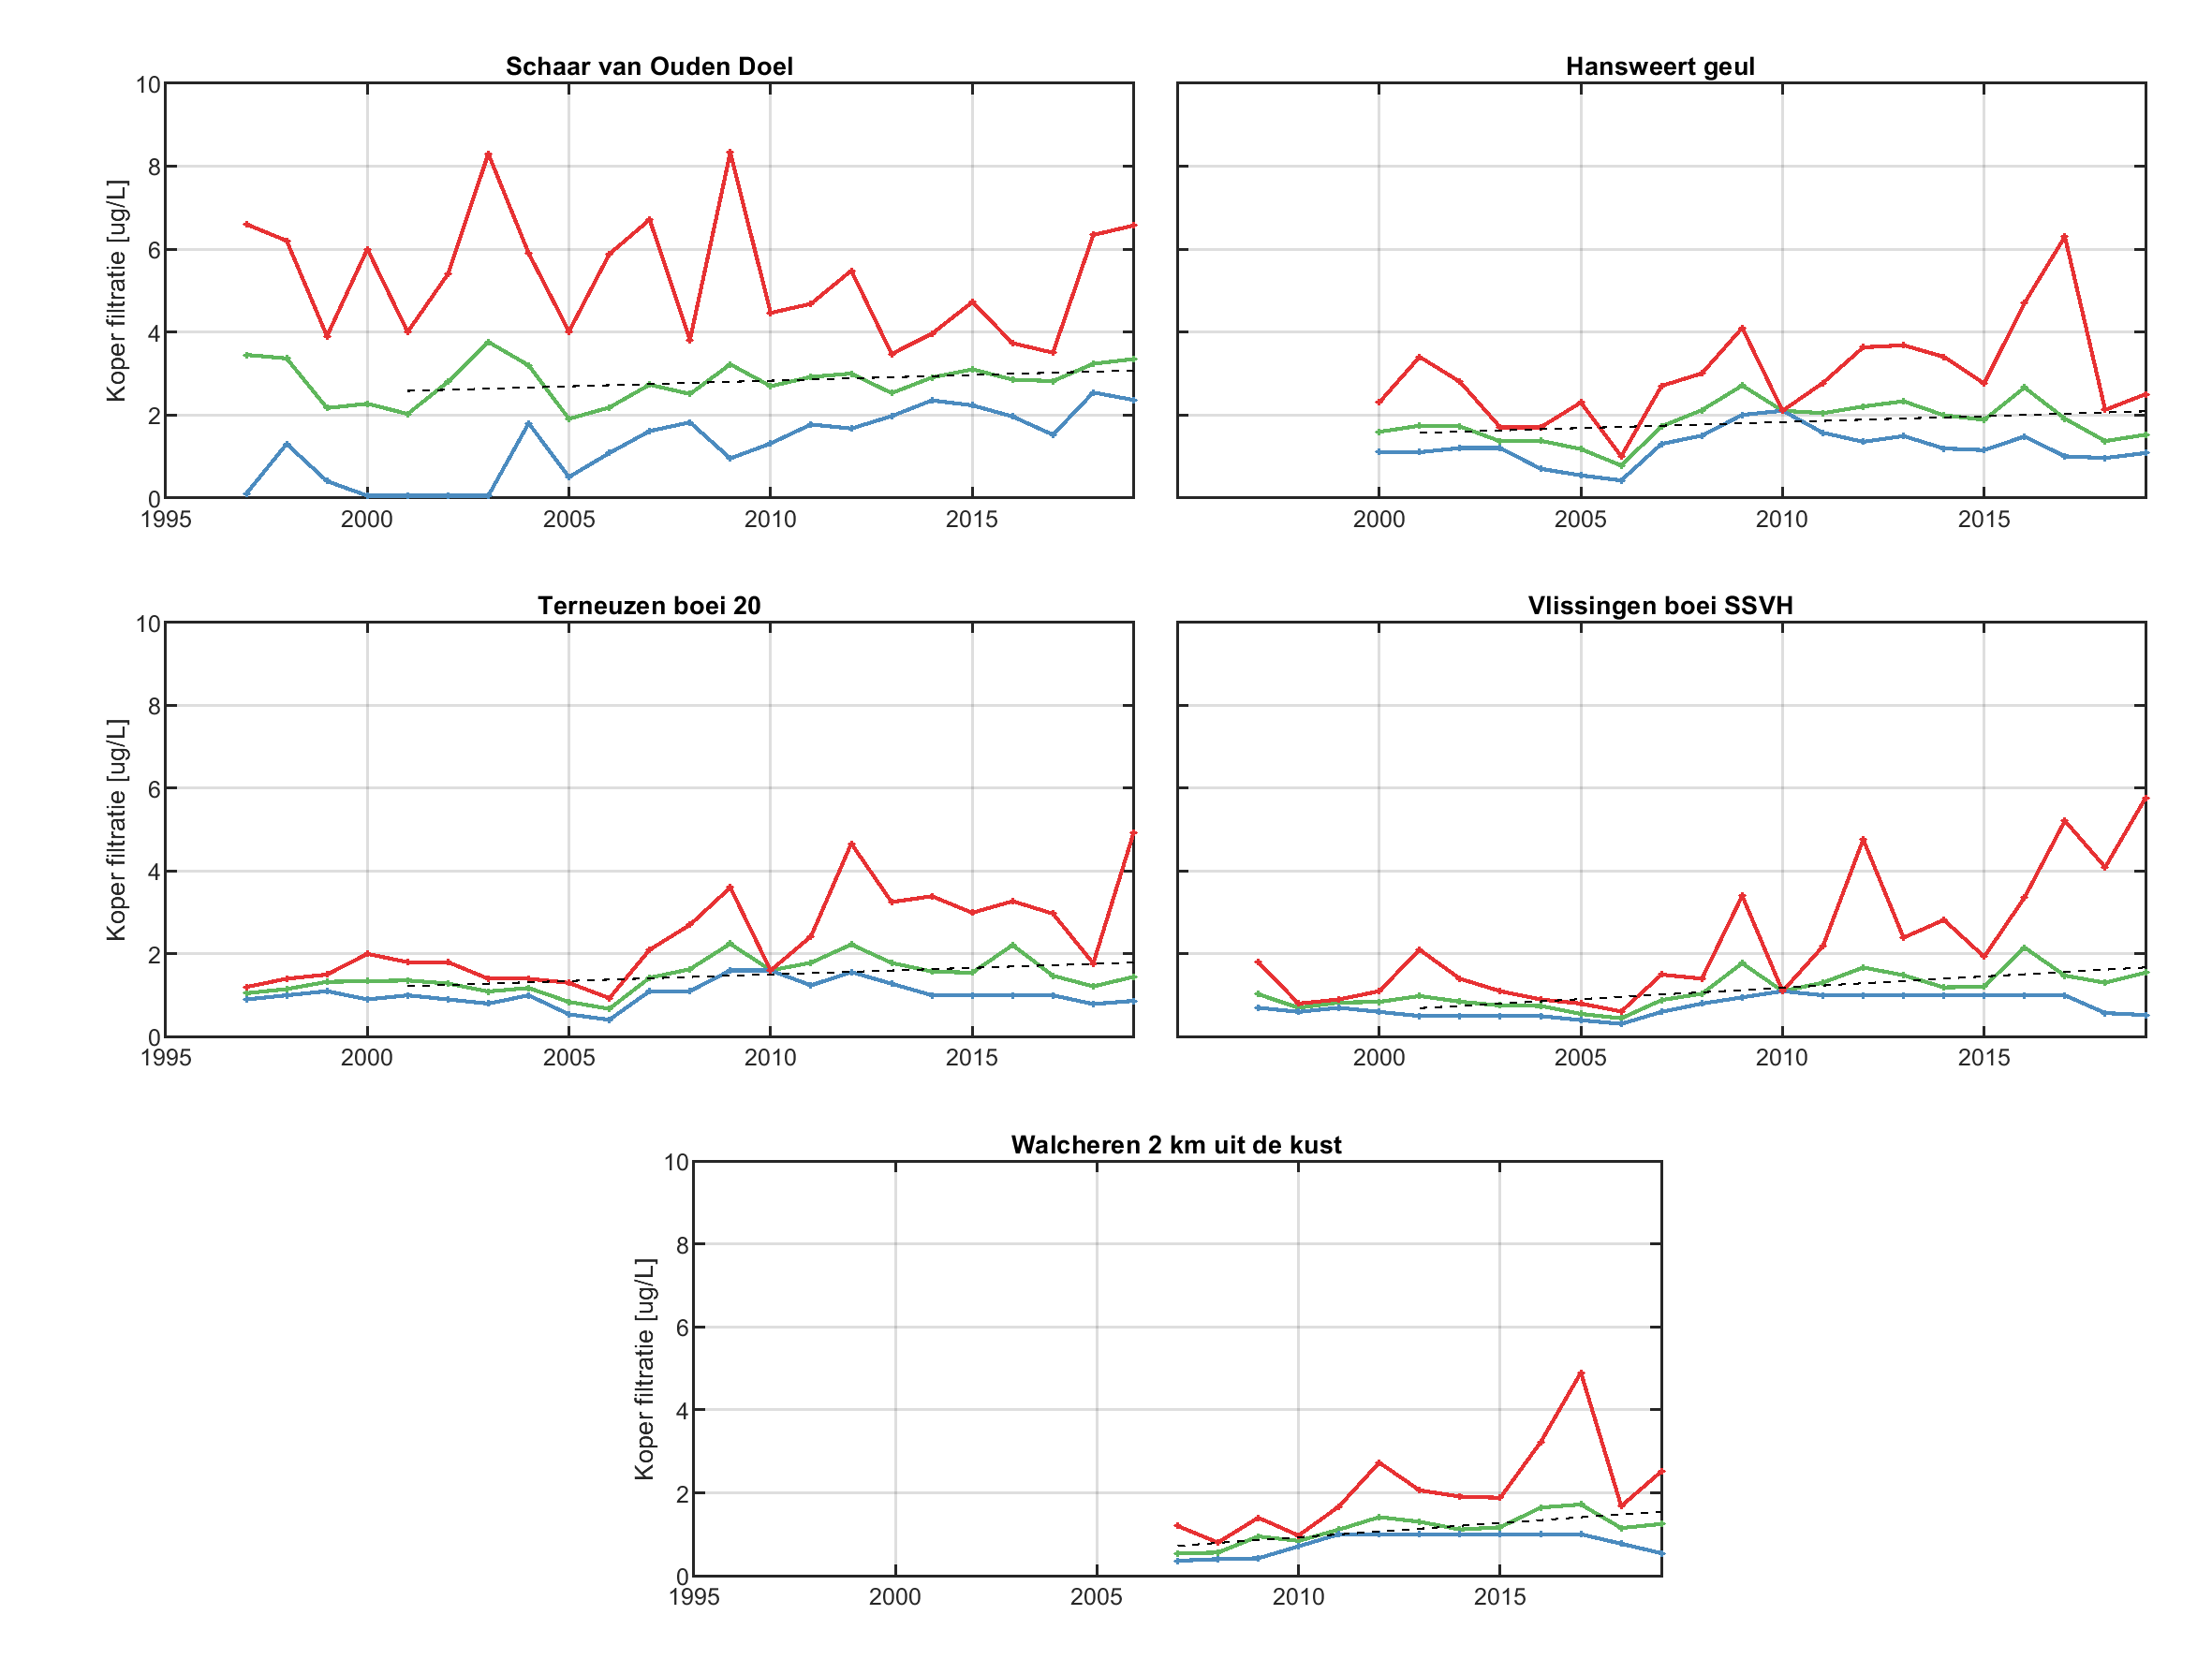 Schaar van Ouden Doel
Hansweert geul
10
8
6
4
2
0
Koper filtratie [ug/L]
1995 2000 2005 2010 2015
2000 2005 2010 2015
Terneuzen boei 20
Vlissingen boei SSVH
10
8
6
4
2
0
Koper filtratie [ug/L]
1995 2000 2005 2010 2015
2000 2005 2010 2015
Walcheren 2 km uit de kust
10
8
6
4
2
0
Koper filtratie [ug/L]
1995 2000 2005 2010 2015